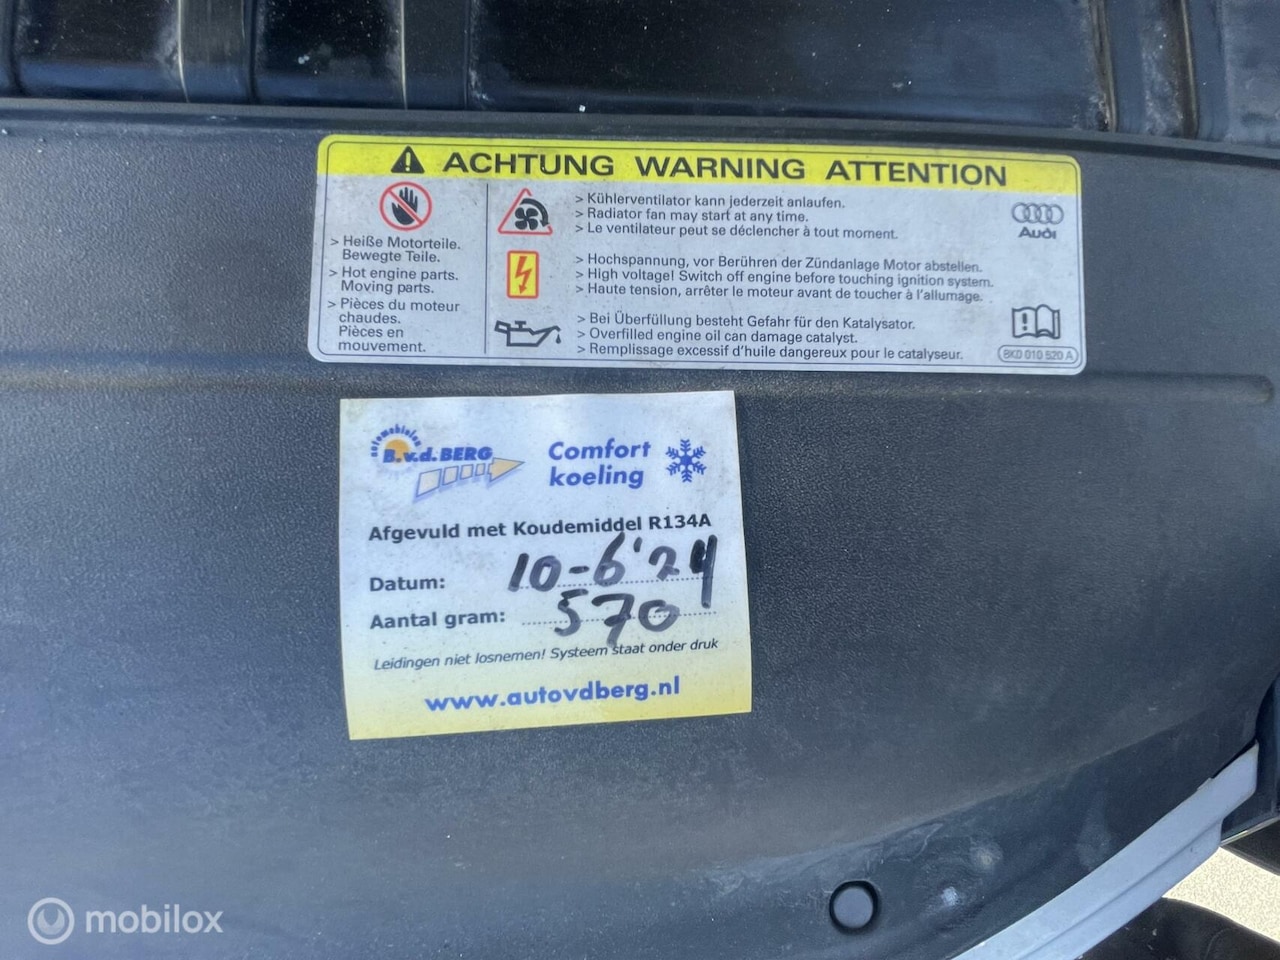 ACHTUNG WARNING ATTENTION
> Heiße Motorteile.
Bewegte Teile.
> Hot engine parts.
Moving parts.
> Pièces du moteur
chaudes.
Pièces en
mouvement.
> Kühlerventilator kann jederzeit anlaufen.
> Radiator fan may start at any time.
> Le ventilateur peut se déclencher à tout moment.
> Hochspannung, vor Berühren der Zündanlage Motor abstellen.
> High voltage! Switch off engine before touching ignition system.
> Haute tension, arrêter le moteur avant de toucher à l'allumage.
> Bei Überfüllung besteht Gefahr für den Katalysator.
> Overfilled engine oil can damage catalyst.
> Remplissage excessif d'huile dangereux pour le catalyseur.
Audi
8K0 010 520 A
automobielen
B.v.d. BERG
Comfort
koeling
Afgevuld met Koudemiddel R134A
Datum: 10-6'24
Aantal gram: 570
Leidingen niet losnemen! Systeem staat onder druk
www.autovdberg.nl
mobilox